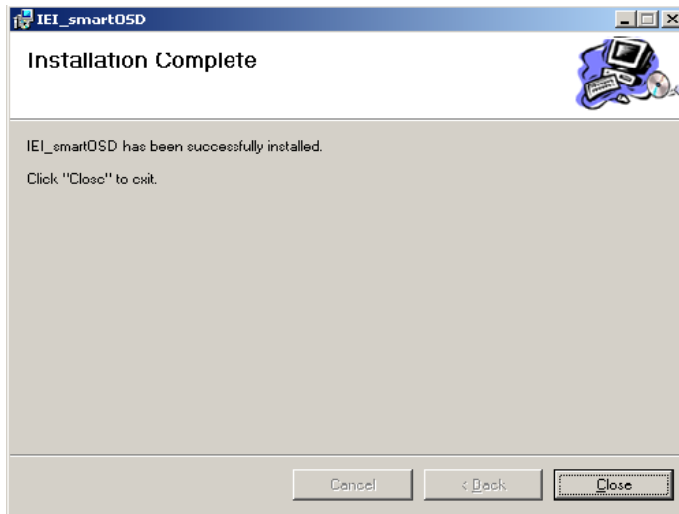 IEI_smartOSD
Installation Complete
IEI_smartOSD has been successfully installed.
Click "Close" to exit.
Cancel
< Back
Close